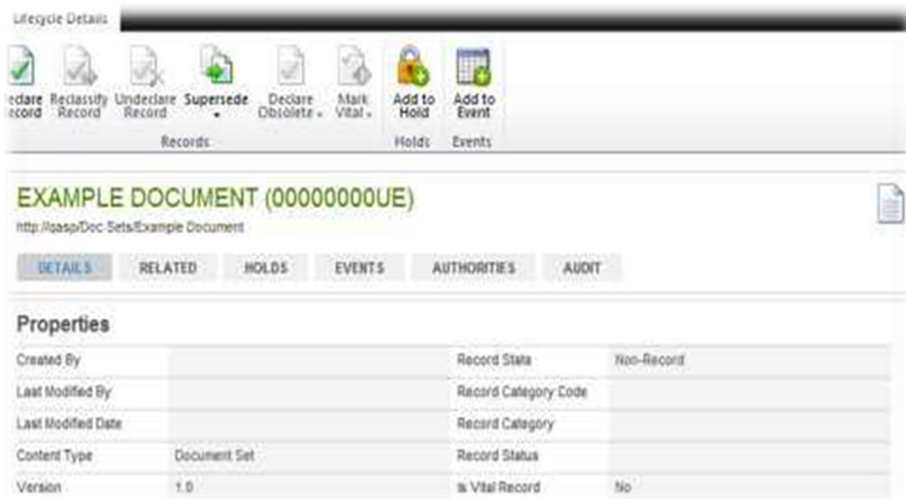 Lifecycle Details
eclare Reclassify Undeclare Supersede Declare Mark Add to Add to
ecord Record Record Obsolete Vital Hold Event
Records Holds Events
EXAMPLE DOCUMENT (00000000UE)
http://qasp/Doc Sets/Example Document
DETAILS RELATED HOLDS EVENTS AUTHORITIES AUDIT
Properties
Created By Record State Non-Record
Last Modified By Record Category Code
Last Modified Date Record Category
Content Type Document Set Record Status
Version 1.0 Is Vital Record No